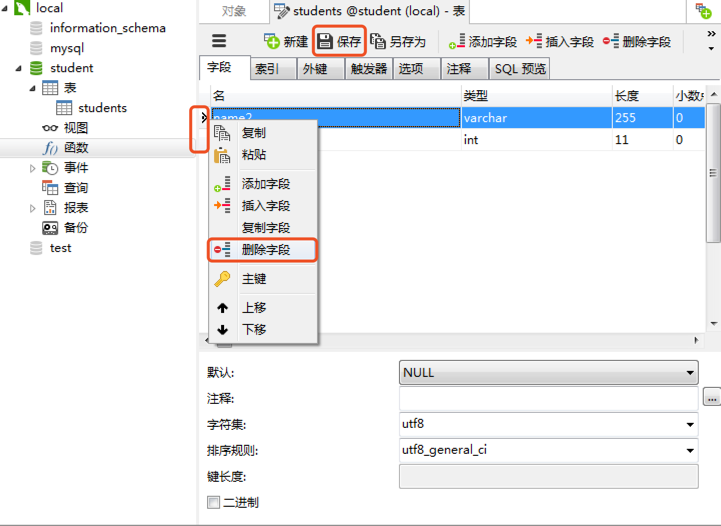 local
information_schema
mysql
student
表
students
视图
函数
事件
查询
报表
备份
test
对象
students @student (local) - 表
新建
保存
另存为
添加字段
插入字段
删除字段
字段
索引
外键
触发器
选项
注释
SQL 预览
名
类型
长度
小数点
name2
varchar
255
0
int
11
0
复制
粘贴
添加字段
插入字段
复制字段
删除字段
主键
上移
下移
默认:
NULL
注释:
...
字符集:
utf8
排序规则:
utf8_general_ci
键长度:
二进制